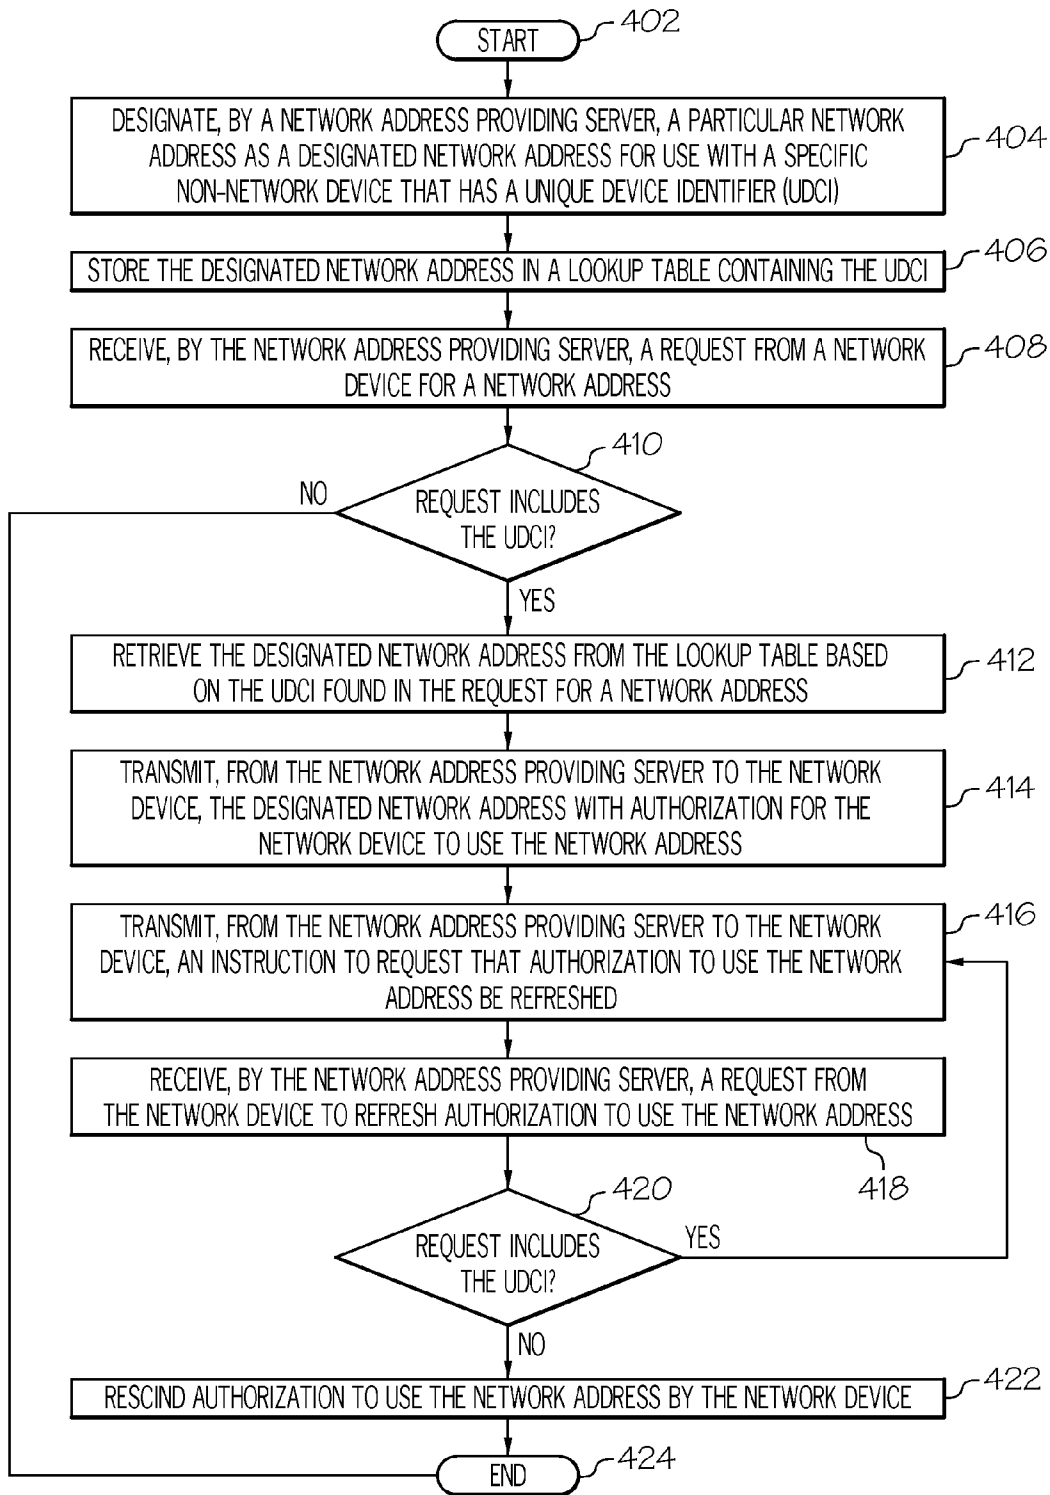 START
402
DESIGNATE, BY A NETWORK ADDRESS PROVIDING SERVER, A PARTICULAR NETWORK
ADDRESS AS A DESIGNATED NETWORK ADDRESS FOR USE WITH A SPECIFIC
NON-NETWORK DEVICE THAT HAS A UNIQUE DEVICE IDENTIFIER (UDCI)
404
STORE THE DESIGNATED NETWORK ADDRESS IN A LOOKUP TABLE CONTAINING THE UDCI
406
RECEIVE, BY THE NETWORK ADDRESS PROVIDING SERVER, A REQUEST FROM A NETWORK
DEVICE FOR A NETWORK ADDRESS
408
410
NO
REQUEST INCLUDES
THE UDCI?
YES
RETRIEVE THE DESIGNATED NETWORK ADDRESS FROM THE LOOKUP TABLE BASED
ON THE UDCI FOUND IN THE REQUEST FOR A NETWORK ADDRESS
412
TRANSMIT, FROM THE NETWORK ADDRESS PROVIDING SERVER TO THE NETWORK
DEVICE, THE DESIGNATED NETWORK ADDRESS WITH AUTHORIZATION FOR THE
NETWORK DEVICE TO USE THE NETWORK ADDRESS
414
TRANSMIT, FROM THE NETWORK ADDRESS PROVIDING SERVER TO THE NETWORK
DEVICE, AN INSTRUCTION TO REQUEST THAT AUTHORIZATION TO USE THE NETWORK
ADDRESS BE REFRESHED
416
RECEIVE, BY THE NETWORK ADDRESS PROVIDING SERVER, A REQUEST FROM
THE NETWORK DEVICE TO REFRESH AUTHORIZATION TO USE THE NETWORK ADDRESS
418
420
REQUEST INCLUDES
THE UDCI?
YES
NO
RESCIND AUTHORIZATION TO USE THE NETWORK ADDRESS BY THE NETWORK DEVICE
422
END
424